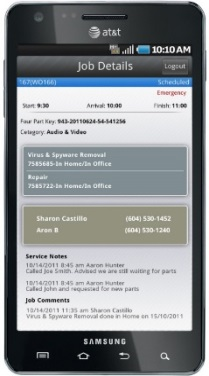 at&t
10:10 AM
Job Details
Logout
167(WO166) Scheduled
Emergency
Start: 9:30 Arrival: 10:00 Finish: 11:00
Four Part Key: 943-20110624-54-541256
Category: Audio & Video
Virus & Spyware Removal
7585685-In Home/In Office
Repair
7585722-In Home/In Office
Sharon Castillo (604) 530-1452
Aron B (604) 530-1240
Service Notes
18/14/2011 8:45 am Aaron Hunter
Called Joe Smith. Advised we are still waiting for parts
18/14/2011 8:45 am Aaron Hunter
Called John and requested for new parts
Job Comments
10/14/2011 11:35 am Sharon Castillo
Virus & Spyware Removal done in Home on 15/10/2011
SAMSUNG